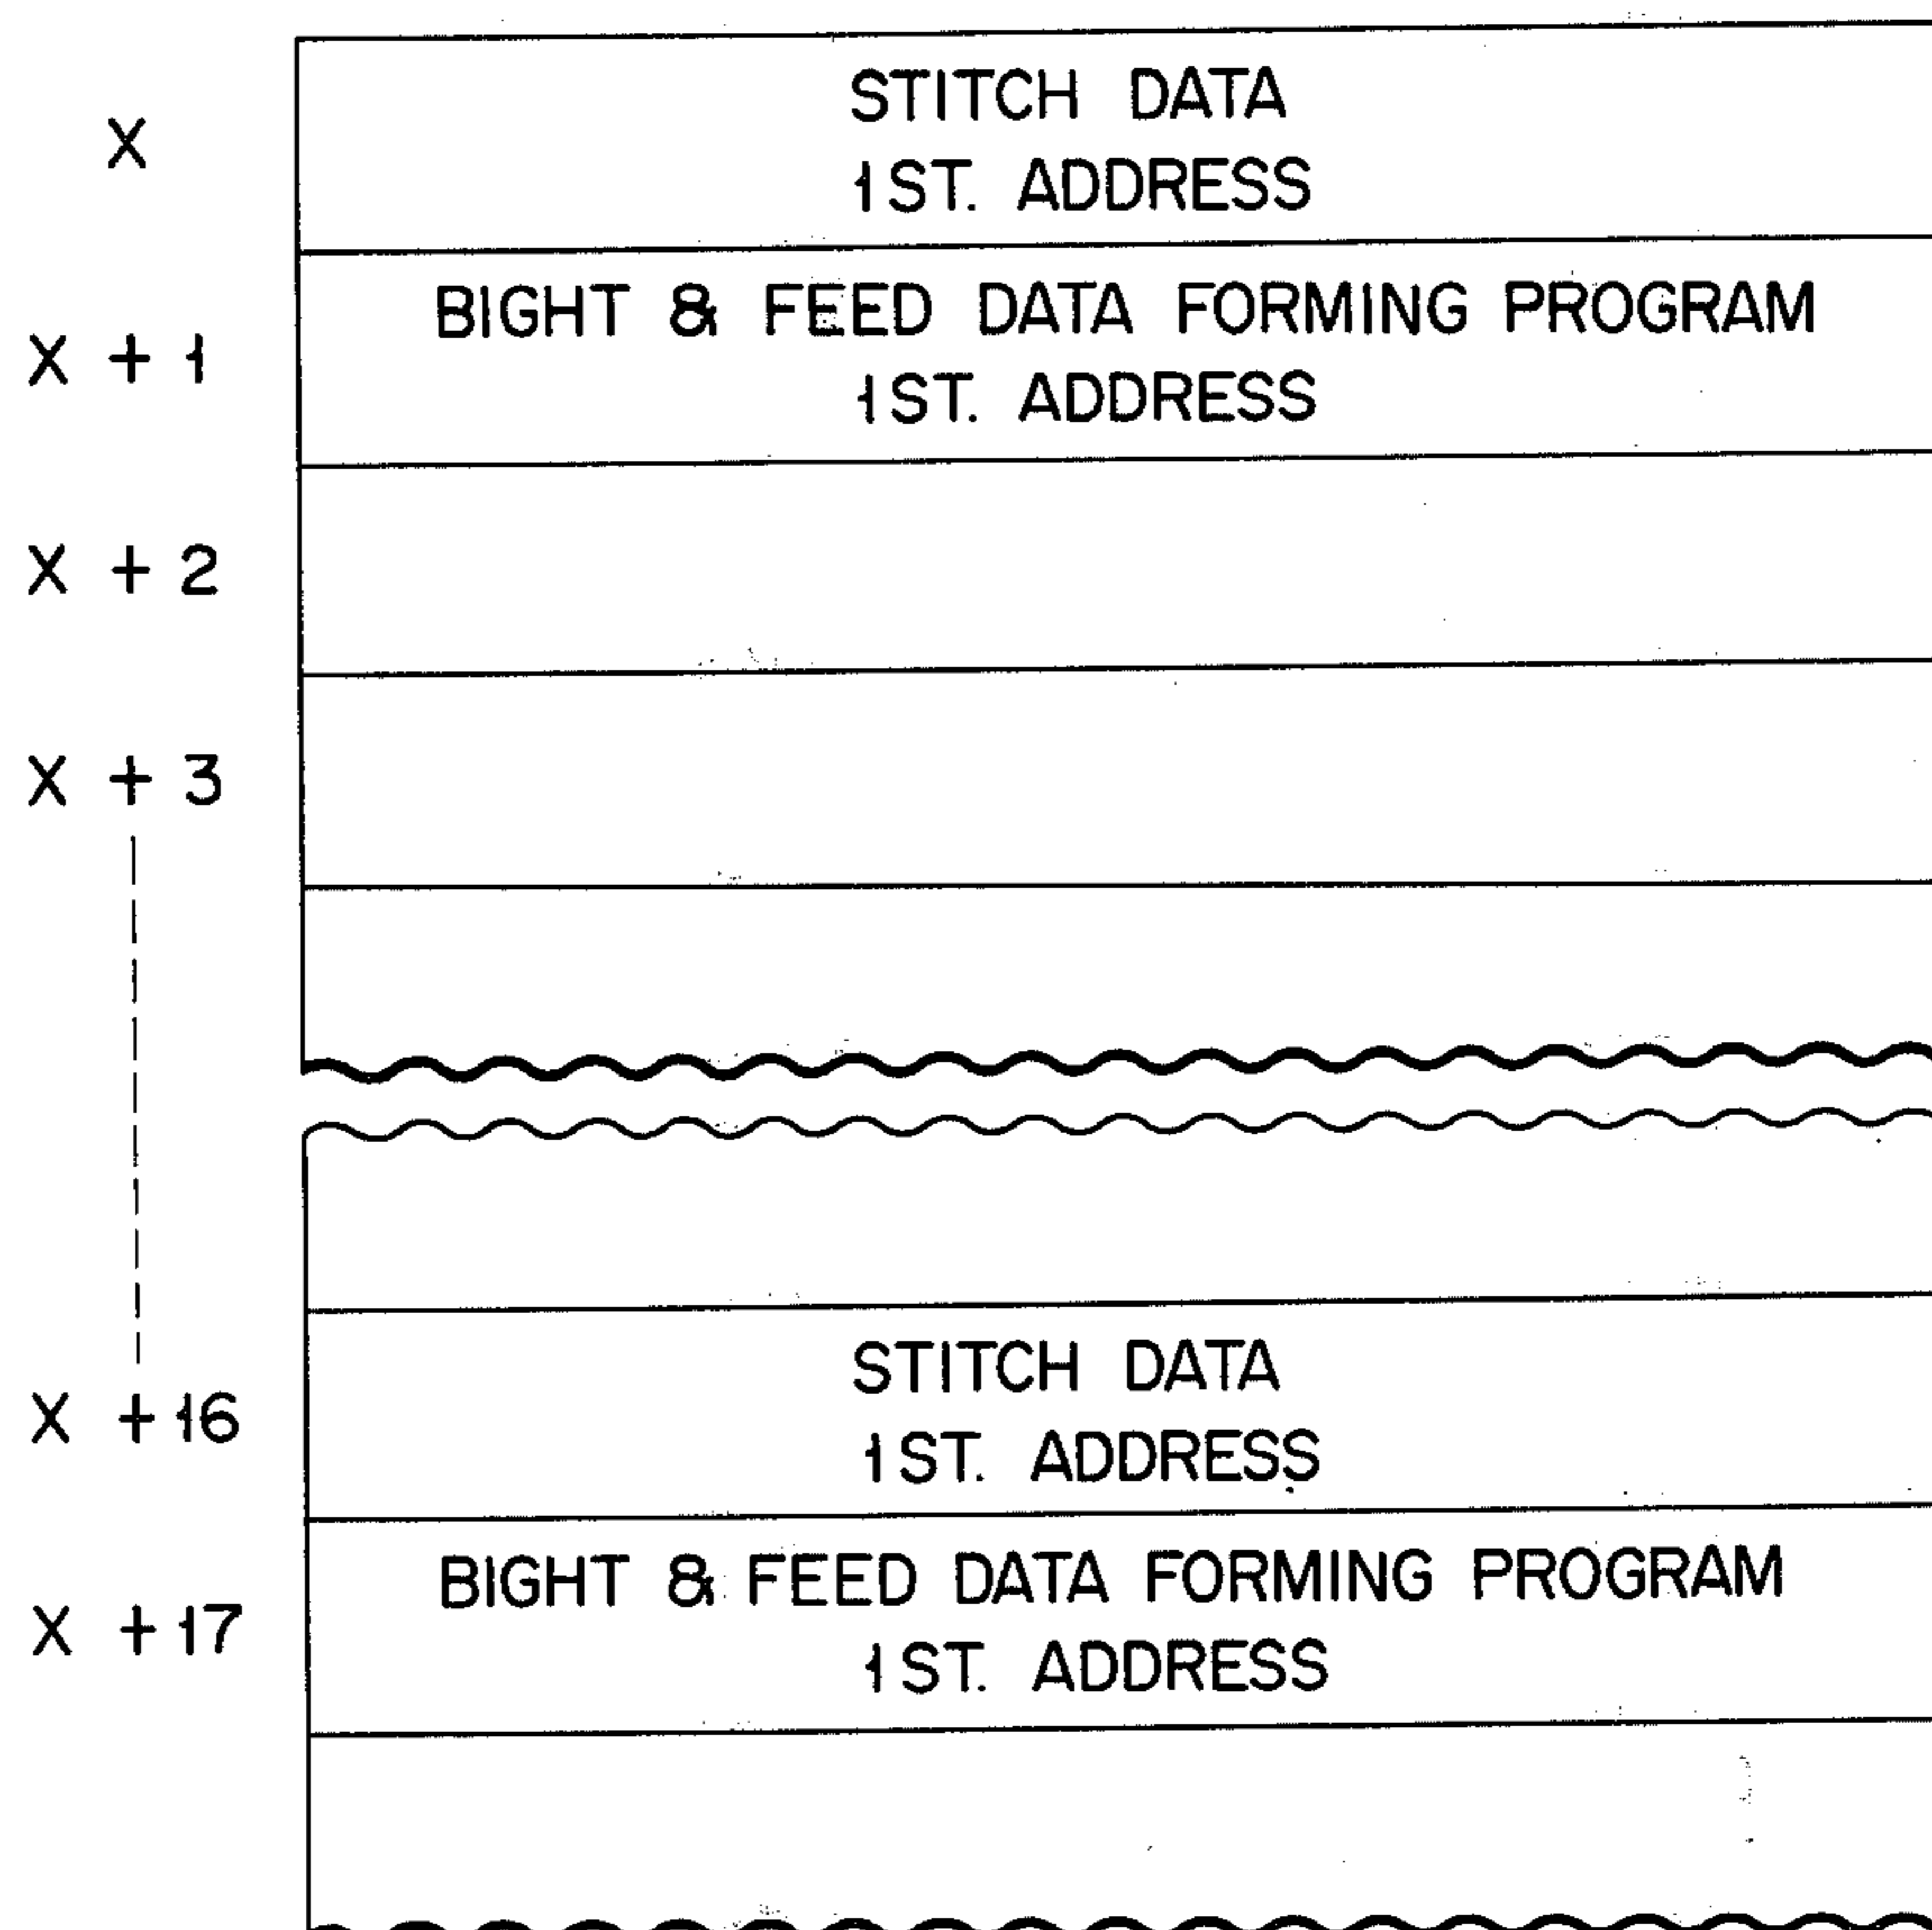 STITCH DATA
1ST. ADDRESS
X
BIGHT & FEED DATA FORMING PROGRAM
1ST. ADDRESS
X + 1
X + 2
X + 3
STITCH DATA
1ST. ADDRESS
X + 16
BIGHT & FEED DATA FORMING PROGRAM
1ST. ADDRESS
X + 17